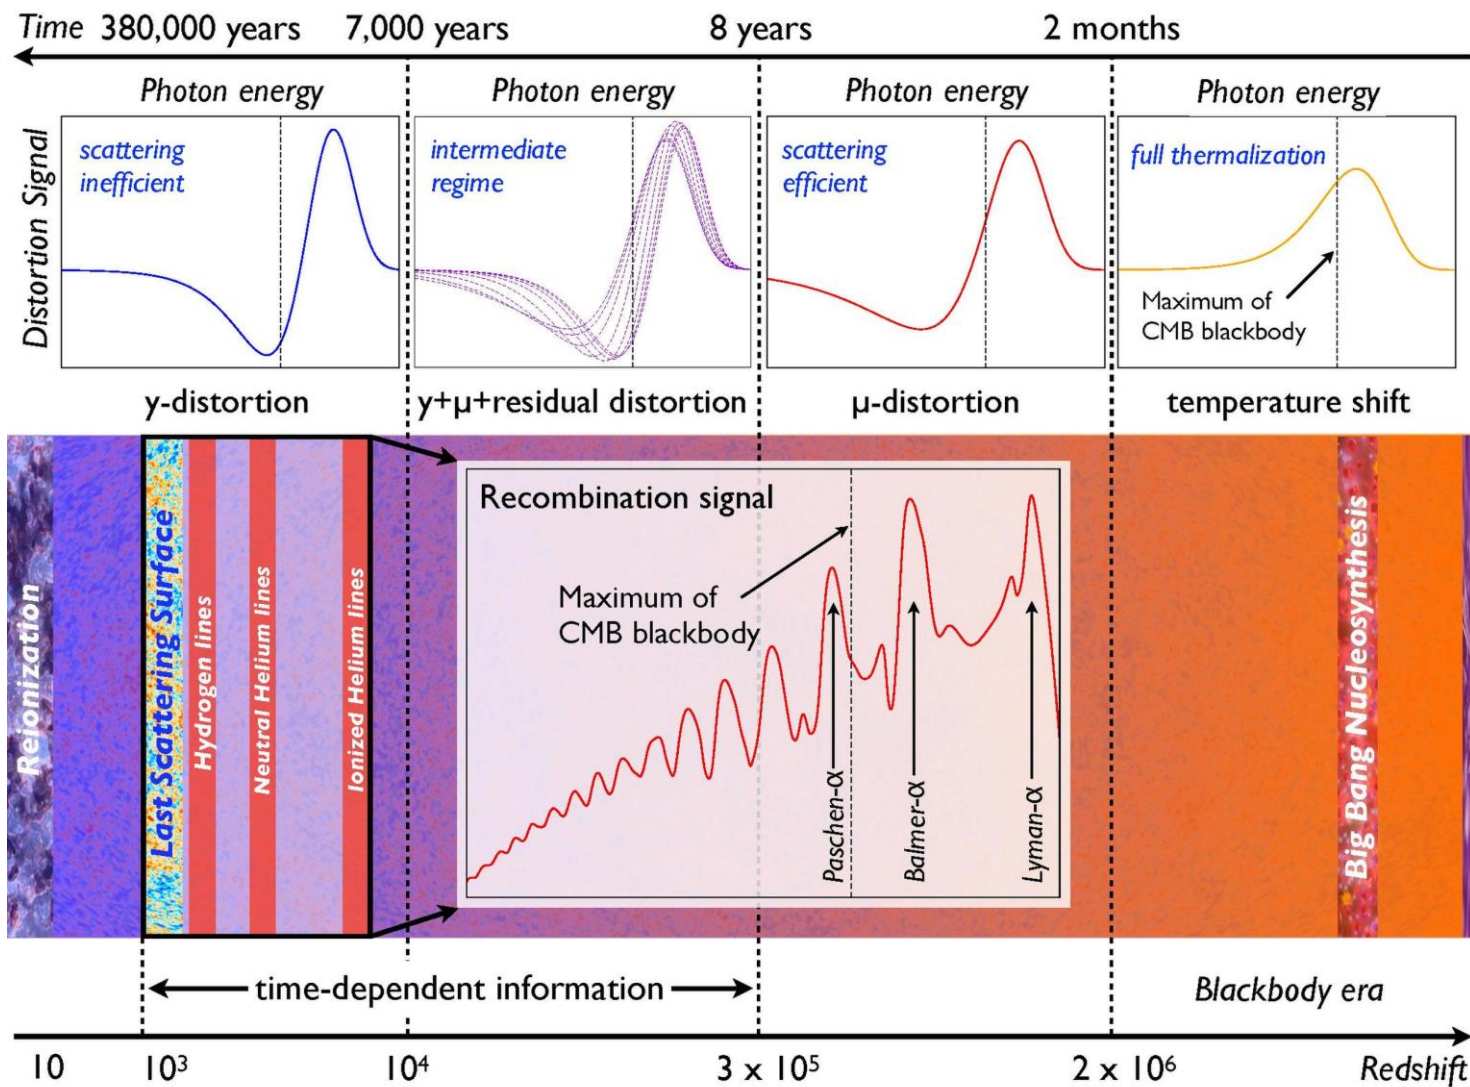 Time 380,000 years 7,000 years 8 years 2 months
Photon energy Photon energy Photon energy Photon energy
Distortion Signal
scattering
inefficient
intermediate
regime
scattering
efficient
full thermalization
Maximum of
CMB blackbody
y-distortion y+μ+residual distortion μ-distortion temperature shift
Reionization
Last Scattering Surface
Hydrogen lines
Neutral Helium lines
Ionized Helium lines
Recombination signal
Maximum of
CMB blackbody
Paschen-α
Balmer-α
Lyman-α
Big Bang Nucleosynthesis
time-dependent information
Blackbody era
10 10³ 10⁴ 3 x 10⁵ 2 x 10⁶ Redshift